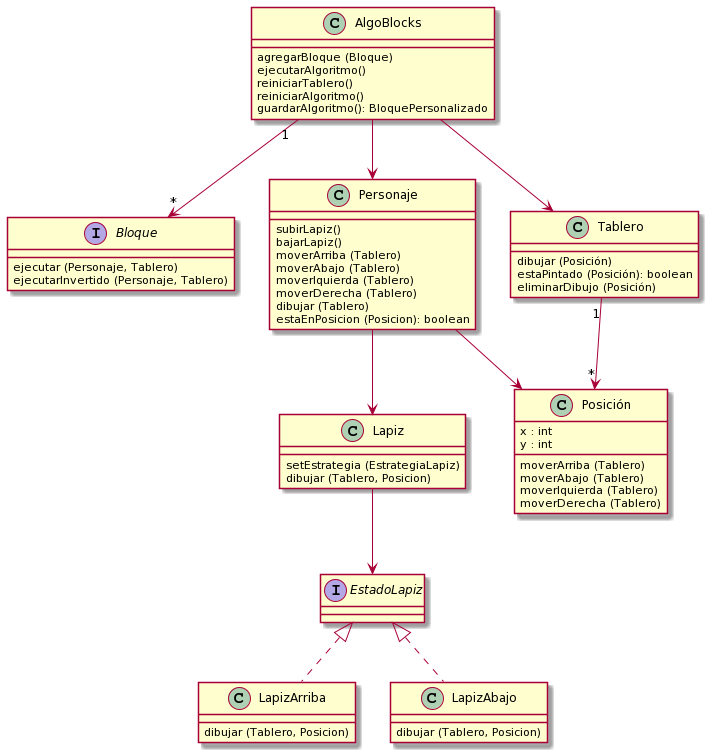 C AlgoBlocks
agregarBloque (Bloque)
ejecutarAlgoritmo()
reiniciarTablero()
reiniciarAlgoritmo()
guardarAlgoritmo(): BloquePersonalizado
1
*
I Bloque
ejecutar (Personaje, Tablero)
ejecutarInvertido (Personaje, Tablero)
C Personaje
subirLapiz()
bajarLapiz()
moverArriba (Tablero)
moverAbajo (Tablero)
moverIquierda (Tablero)
moverDerecha (Tablero)
dibujar (Tablero)
estaEnPosicion (Posicion): boolean
C Tablero
dibujar (Posición)
estaPintado (Posición): boolean
eliminarDibujo (Posición)
1
*
C Lapiz
setEstrategia (EstrategiaLapiz)
dibujar (Tablero, Posicion)
C Posición
x : int
y : int
moverArriba (Tablero)
moverAbajo (Tablero)
moverIquierda (Tablero)
moverDerecha (Tablero)
I EstadoLapiz
C LapizArriba
dibujar (Tablero, Posicion)
C LapizAbajo
dibujar (Tablero, Posicion)